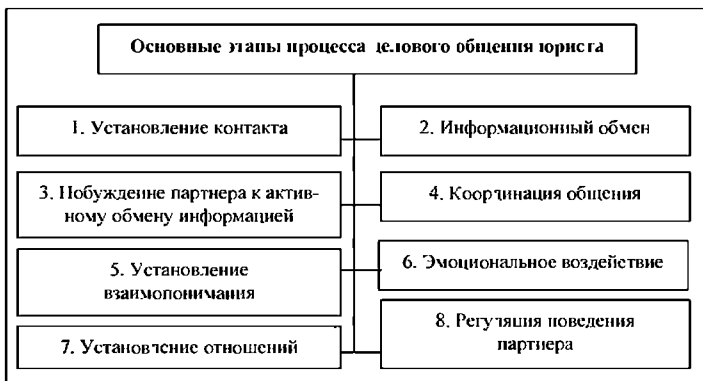 Основные этапы процесса делового общения юриста
1. Установление контакта
2. Информационный обмен
3. Побуждение партнера к актив-
ному обмену информацией
4. Координация общения
5. Установление
взаимопонимания
6. Эмоциональное воздействие
7. Установление отношений
8. Регуляция поведения
партнера